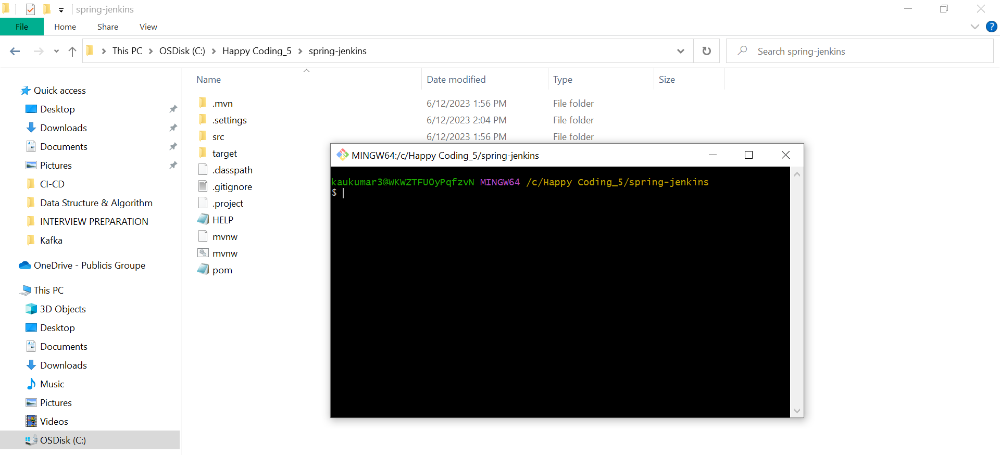 spring-jenkins
File Home Share View
?
This PC OSDisk (C:) Happy Coding_5 spring-jenkins
Search spring-jenkins
Name Date modified Type Size
Quick access
Desktop
Downloads
Documents
Pictures
CI-CD
Data Structure & Algorithm
INTERVIEW PREPARATION
Kafka
OneDrive - Publicis Groupe
This PC
3D Objects
Desktop
Documents
Downloads
Music
Pictures
Videos
OSDisk (C:)
.mvn 6/12/2023 1:56 PM File folder
.settings 6/12/2023 2:04 PM File folder
src 6/12/2023 1:56 PM File folder
target
.classpath
.gitignore
.project
HELP
mvnw
mvnw
pom
MINGW64:/c/Happy Coding_5/spring-jenkins
kaukumar3@WKWZTFUOyPqfzvN MINGW64 /c/Happy Coding_5/spring-jenkins
$